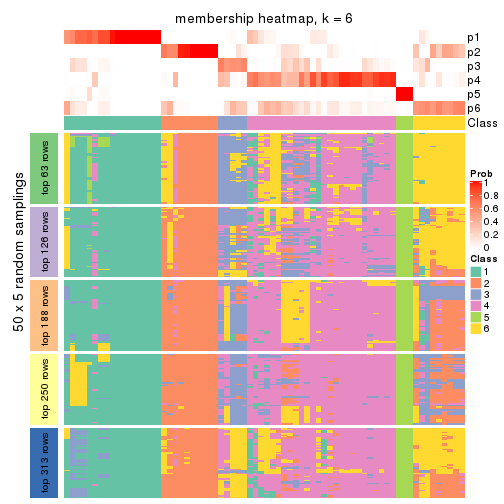 membership heatmap, k = 6
p1
p2
p3
p4
p5
p6
Class
50 x 5 random samplings
top 63 rows
top 126 rows
top 188 rows
top 250 rows
top 313 rows
Prob
1
0.8
0.6
0.4
0.2
0
Class
1
2
3
4
5
6